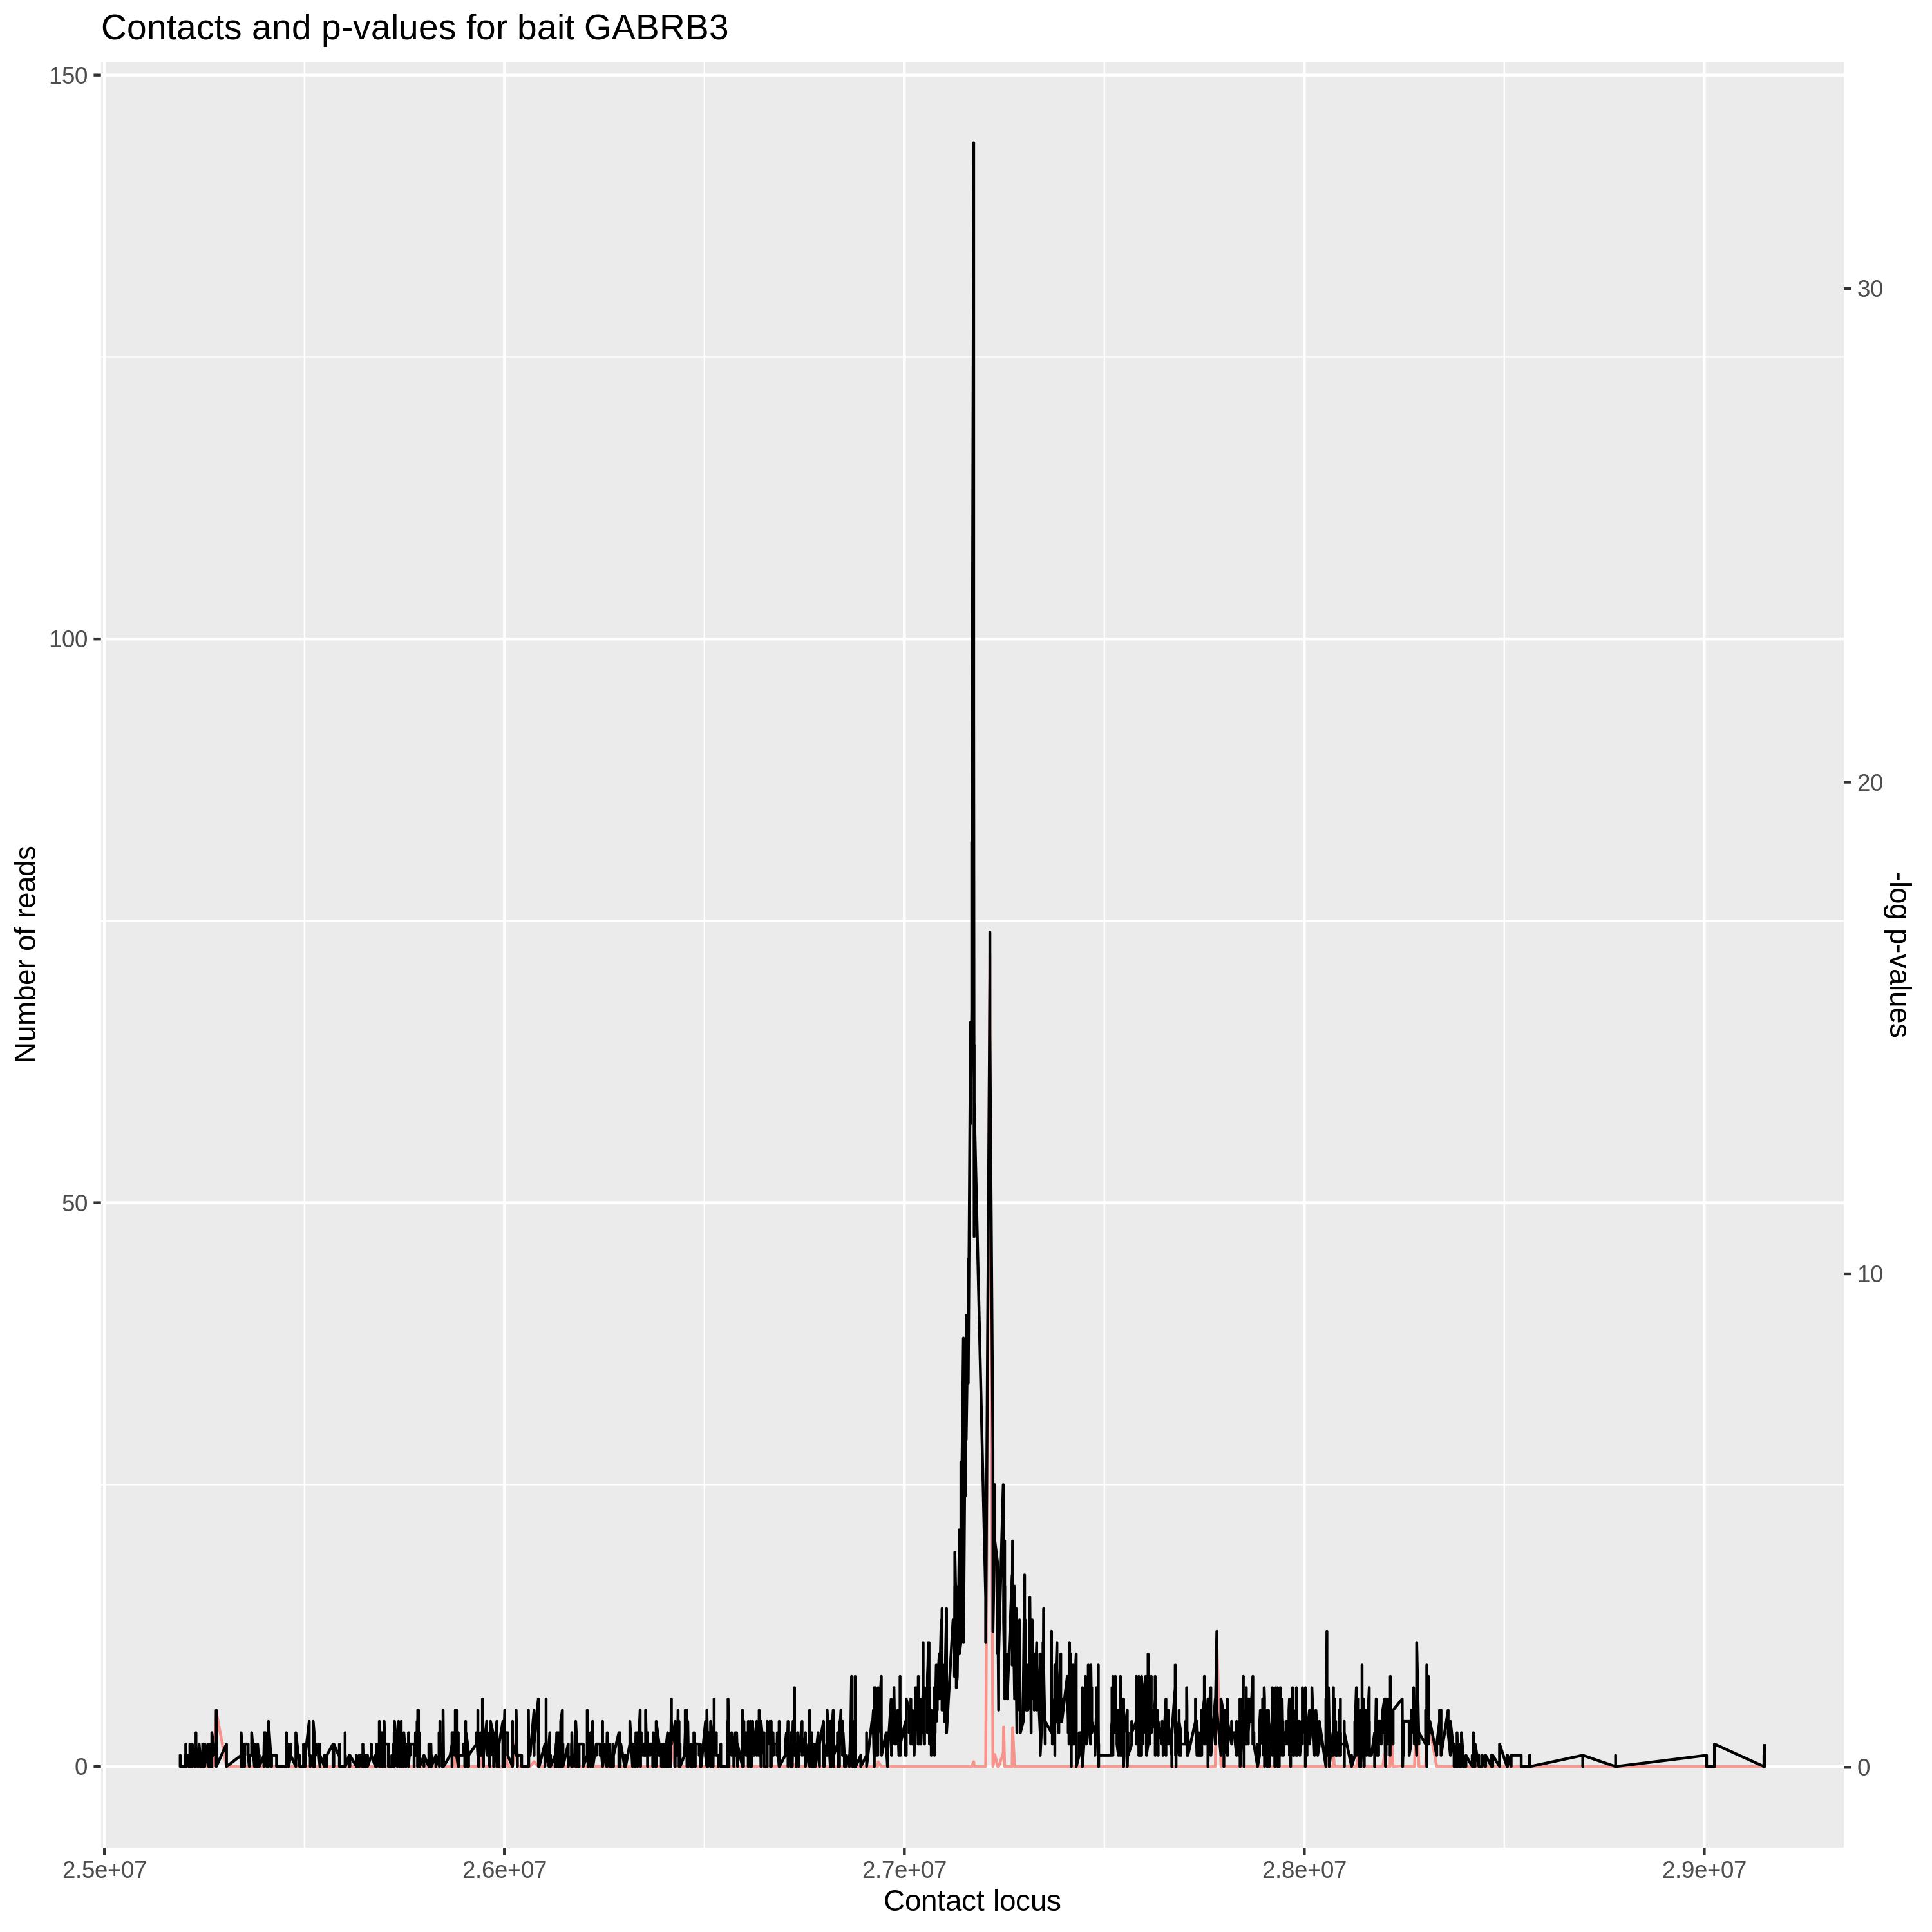 Contacts and p-values for bait GABRB3
150
100
50
0
Number of reads
30
20
10
0
-log p-values
2.5e+07
2.6e+07
2.7e+07
2.8e+07
2.9e+07
Contact locus